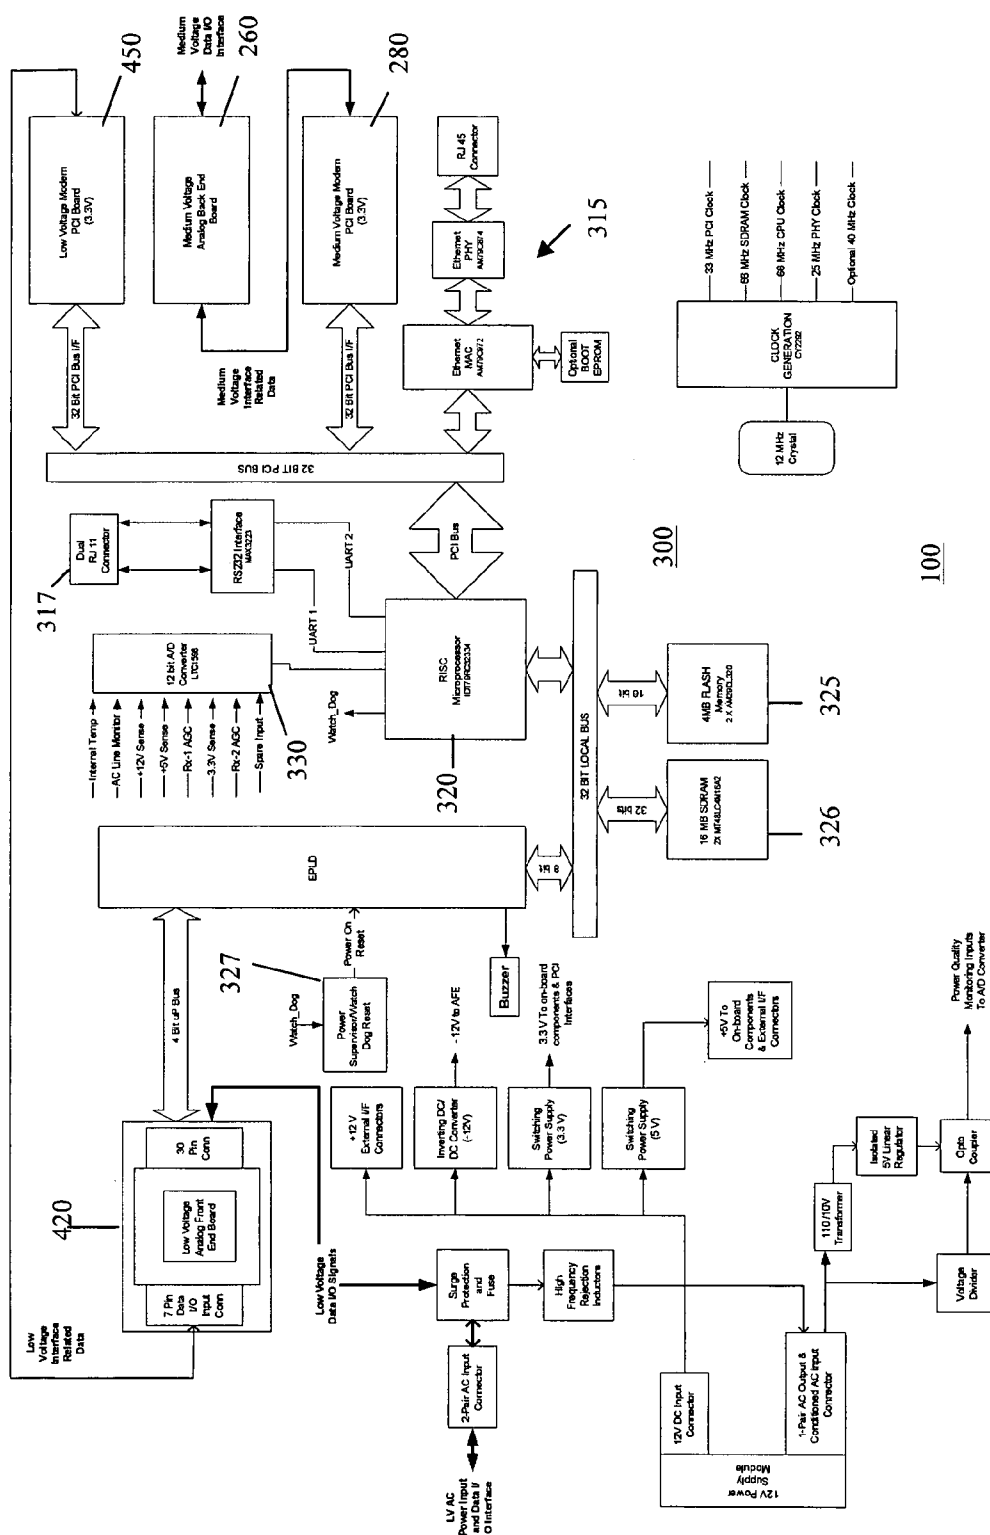 Low
Voltage
Interface
Related
Data
7 Pin Data
I/O
Input
Conn
Low Voltage
Analog Front
End Board
30
Pin
Conn
420
4 Bit uP Bus
Low Voltage
Data I/O Signals
LV AC
Power Input
and Data I/
O Interface
2-Pair AC Input
Connector
Surge
Protection
and
Fuse
High
Frequency
Rejection
Inductors
12V Power
Supply
Module
12V DC Input
Connector
1-Pair AC Output &
Conditioned AC Input
Connector
110/10V
Transformer
Isolated
5V Linear
Regulator
Voltage
Divider
Opto
Coupler
Power Quality
Monitoring Inputs
To A/D Converter
+12 V
External I/F
Connectors
Inverting DC/
DC Converter
(-12V)
-12V to AFE
Switching
Power Supply
(3.3 V)
3.3 V To on-board
components & PCI
Interfaces
Switching
Power Supply
(5 V)
+5V To
On-board
Components
& External I/F
Connectors
Watch_Dog
Power
Supervisor/Watch
Dog Reset
327
Power On
Reset
EPLD
Buzzer
8 bit
Internal Temp
AC Line Monitor
+12V Sense
+5V Sense
Rx-1 AGC
3.3V Sense
Rx-2 AGC
Spare Input
12 bit A/D
Converter
330
Watch_Dog
317
Dual
RJ 11
Connector
RS232 Interface
MAX3223
UART 1
UART 2
RISC
Microprocessor
320
PCI Bus
32 BIT PCI BUS
32 BIT LOCAL BUS
32 bits
16 bit
16 MB SDRAM
326
4MB FLASH
Memory
325
300
100
32 Bit PCI Bus I/F
Low Voltage Modem
PCI Board
(3.3V)
450
Medium Voltage
Analog Back End
Board
260
Medium
Voltage
Data I/O
Interface
Medium
Voltage
Interface
Related
Data
32 Bit PCI Bus I/F
Medium Voltage Modem
PCI Board
(3.3V)
280
Ethernet
MAC
AM79C972
Ethernet
PHY
AM79C874
RJ 45
Connector
Optional
BOOT
EPROM
315
12 MHz
Crystal
CLOCK
GENERATION
CY2292
33 MHz PCI Clock
66 MHz SDRAM Clock
66 MHz CPU Clock
25 MHz PHY Clock
Optional 40 MHz Clock